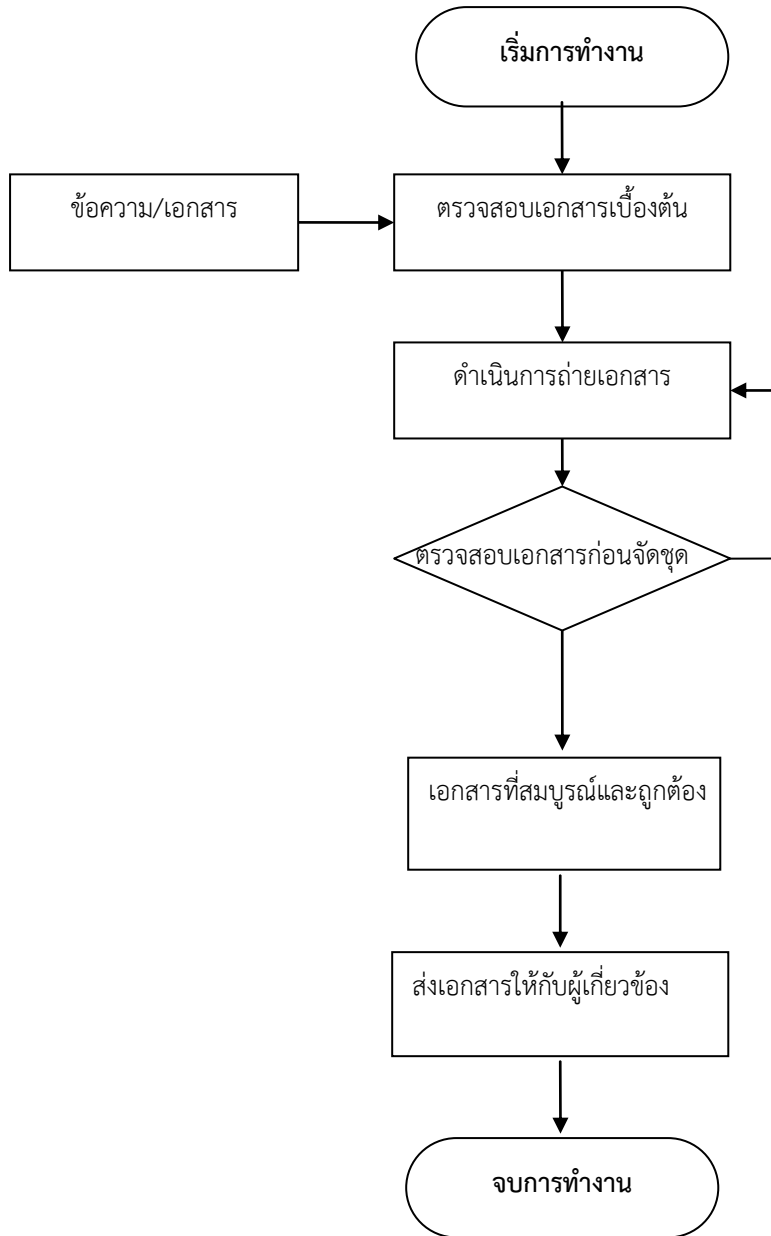 เริ่มการทำงาน
ข้อความ/เอกสาร
ตรวจสอบเอกสารเบื้องต้น
ดำเนินการถ่ายเอกสาร
ตรวจสอบเอกสารก่อนจัดชุด
เอกสารที่สมบูรณ์และถูกต้อง
ส่งเอกสารให้กับผู้เกี่ยวข้อง
จบการทำงาน